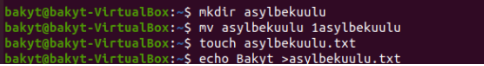 bakyt@bakyt-VirtualBox:~$ mkdir asylbekuulu
bakyt@bakyt-VirtualBox:~$ mv asylbekuulu 1asylbekuulu
bakyt@bakyt-VirtualBox:~$ touch asylbekuulu.txt
bakyt@bakyt-VirtualBox:~$ echo Bakyt >asylbekuulu.txt